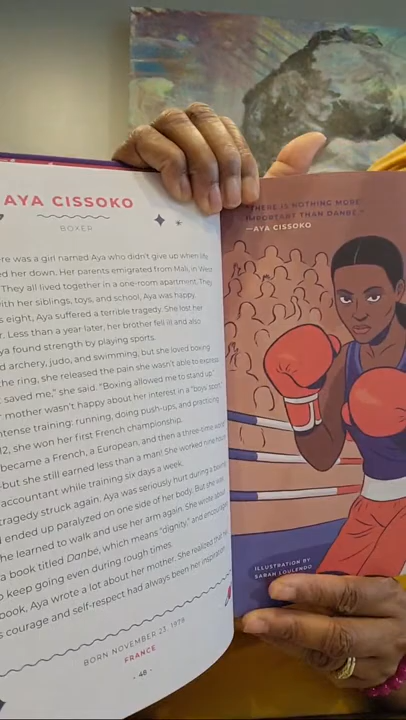 AYA CISSOKO
BOXER
ere was a girl named Aya who didn't give up when life
ed her down. Her parents emigrated from Mali, in West
They all lived together in a one-room apartment. They
with her siblings, toys, and school, Aya was happy.
s eight, Aya suffered a terrible tragedy. She lost her
r. Less than a year later, her brother fell ill and also
ya found strength by playing sports.
d archery, judo, and swimming, but she loved boxing
the ring, she released the pain she wasn't able to express
saved me," she said. "Boxing allowed me to stand up
mother wasn't happy about her interest in a "boys' sport
ntense training: running, doing push-ups, and practicing
12, she won her first French championship.
became a French, a European, and then a three-time world
—but she still earned less than a man! She worked nine hours
accountant while training six days a week.
tragedy struck again. Aya was seriously hurt during a boxing
d ended up paralyzed on one side of her body. But she was
he learned to walk and use her arm again. She wrote about
a book titled Danbé, which means "dignity," and encouraged
o keep going even during rough times.
book, Aya wrote a lot about her mother. She realized that
s courage and self-respect had always been her inspiration
BORN NOVEMBER 23, 1978
FRANCE
- 48 -
"THERE IS NOTHING MORE
IMPORTANT THAN DANBE."
—AYA CISSOKO
ILLUSTRATION BY
SARAH LOULENDO